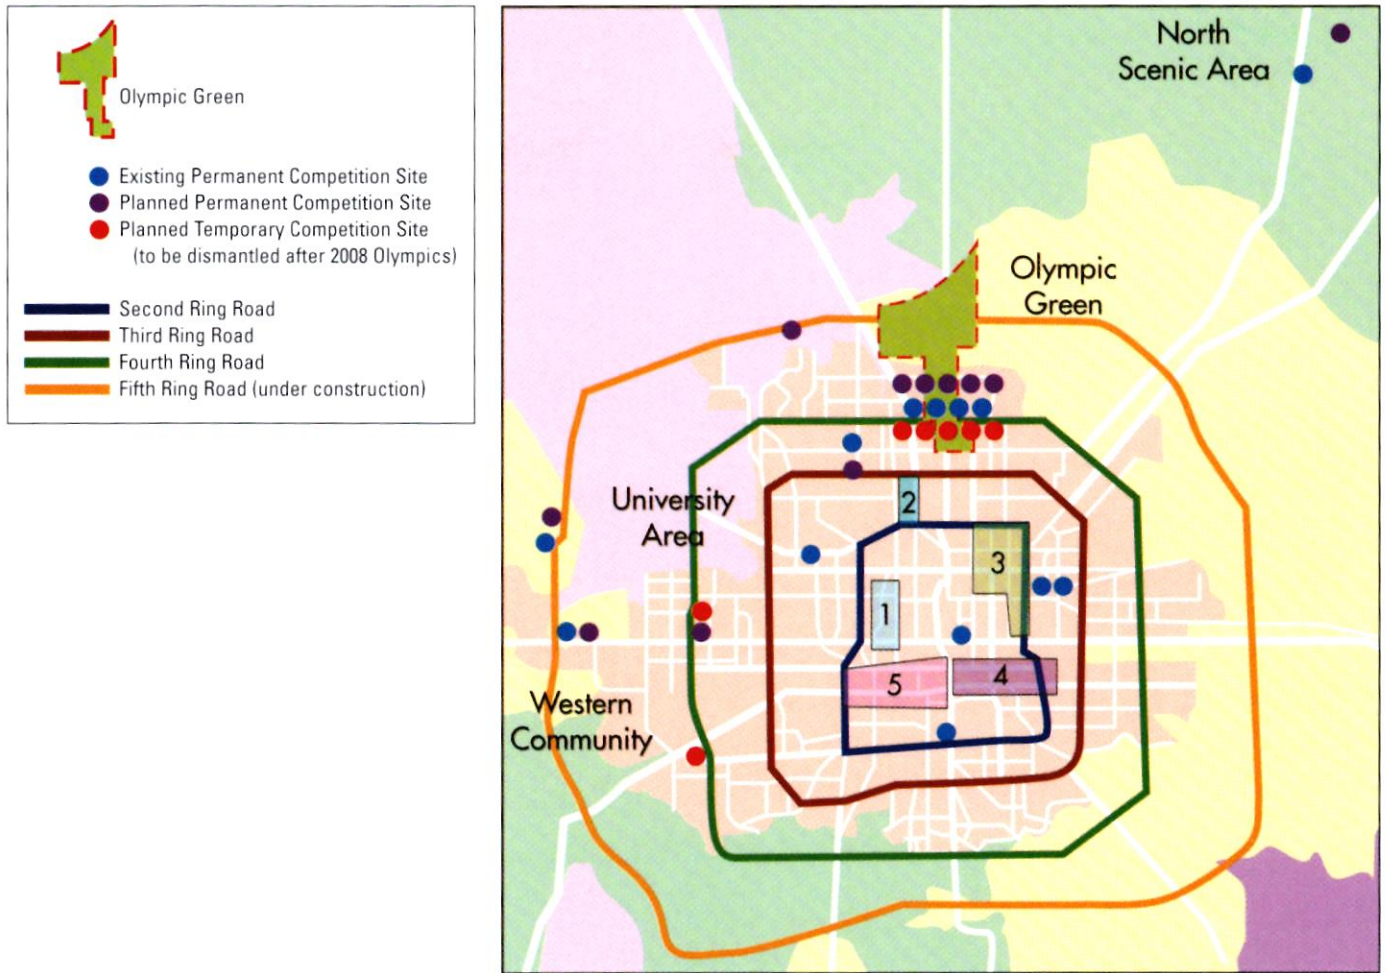 Olympic Green
Existing Permanent Competition Site
Planned Permanent Competition Site
Planned Temporary Competition Site
(to be dismantled after 2008 Olympics)
Second Ring Road
Third Ring Road
Fourth Ring Road
Fifth Ring Road (under construction)
North
Scenic Area
Olympic
Green
University
Area
2
3
1
4
5
Western
Community